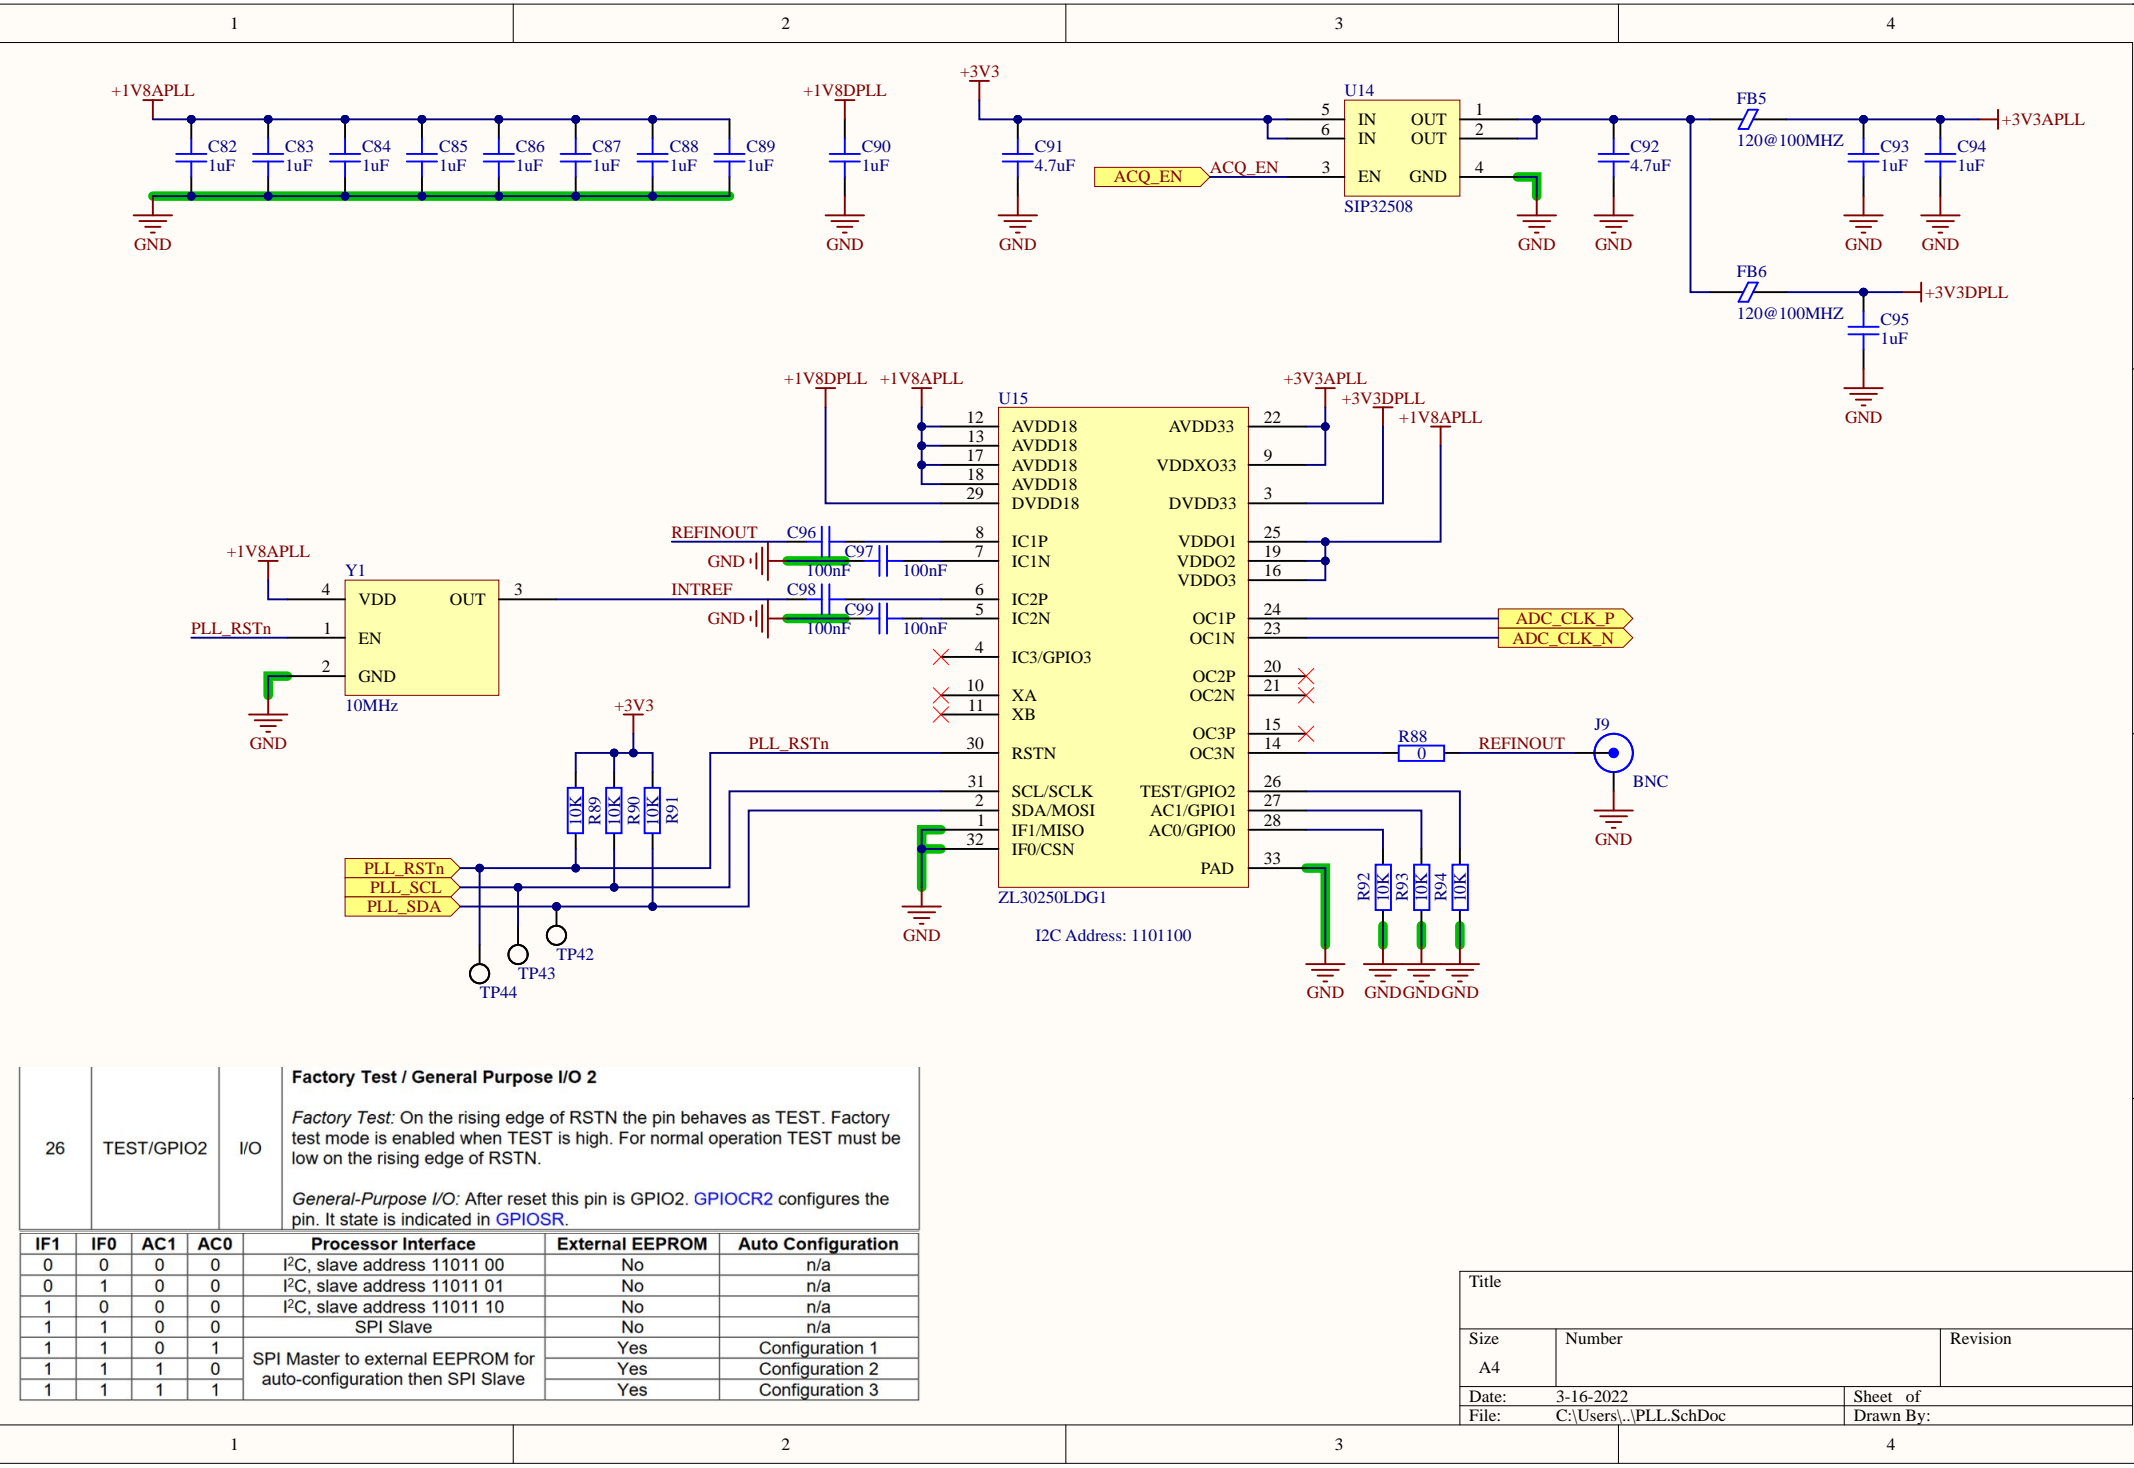 1 2 3 4
+1V8APLL
C82 1uF
C83 1uF
C84 1uF
C85 1uF
C86 1uF
C87 1uF
C88 1uF
C89 1uF
GND
+1V8DPLL
C90 1uF
GND
+3V3
C91 4.7uF
GND
ACQ_EN ACQ_EN
U14
5 IN OUT 1
6 IN OUT 2
3 EN GND 4
SIP32508
GND
C92 4.7uF
GND
FB5
120@100MHZ
C93 1uF
GND
C94 1uF
GND
+3V3APLL
FB6
120@100MHZ
+3V3DPLL
C95 1uF
GND
+1V8DPLL +1V8APLL
+3V3APLL
+3V3DPLL
+1V8APLL
U15
12 AVDD18 AVDD33 22
13 AVDD18
17 AVDD18 VDDXO33 9
18 AVDD18
29 DVDD18 DVDD33 3
8 IC1P VDDO1 25
7 IC1N VDDO2 19
VDDO3 16
6 IC2P
5 IC2N OC1P 24
OC1N 23
4 IC3/GPIO3
OC2P 20
10 XA OC2N 21
11 XB
OC3P 15
30 RSTN OC3N 14
31 SCL/SCLK TEST/GPIO2 26
2 SDA/MOSI AC1/GPIO1 27
1 IF1/MISO AC0/GPIO0 28
32 IF0/CSN
PAD 33
ZL30250LDG1
I2C Address: 1101100
REFINOUT C96
GND C97
100nF 100nF
INTREF C98
GND C99
100nF 100nF
+1V8APLL
Y1
4 VDD OUT 3
PLL_RSTn 1 EN
2 GND
10MHz
GND
+3V3
10K R89
10K R90
10K R91
PLL_RSTn
PLL_RSTn
PLL_SCL
PLL_SDA
TP42
TP43
TP44
GND
ADC_CLK_P
ADC_CLK_N
R88
0
REFINOUT
J9
BNC
GND
R92 10K
R93 10K
R94 10K
GND GND GND GND
Factory Test / General Purpose I/O 2
Factory Test: On the rising edge of RSTN the pin behaves as TEST. Factory
test mode is enabled when TEST is high. For normal operation TEST must be
low on the rising edge of RSTN.
26 TEST/GPIO2 I/O
General-Purpose I/O: After reset this pin is GPIO2. GPIOCR2 configures the
pin. It state is indicated in GPIOSR.
IF1 IF0 AC1 AC0 Processor Interface External EEPROM Auto Configuration
0 0 0 0 I²C, slave address 11011 00 No n/a
0 1 0 0 I²C, slave address 11011 01 No n/a
1 0 0 0 I²C, slave address 11011 10 No n/a
1 1 0 0 SPI Slave No n/a
1 1 0 1 SPI Master to external EEPROM for Yes Configuration 1
1 1 1 0 auto-configuration then SPI Slave Yes Configuration 2
1 1 1 1 Yes Configuration 3
Title
Size Number Revision
A4
Date: 3-16-2022 Sheet of
File: C:\Users\..\PLL.SchDoc Drawn By:
1 2 3 4